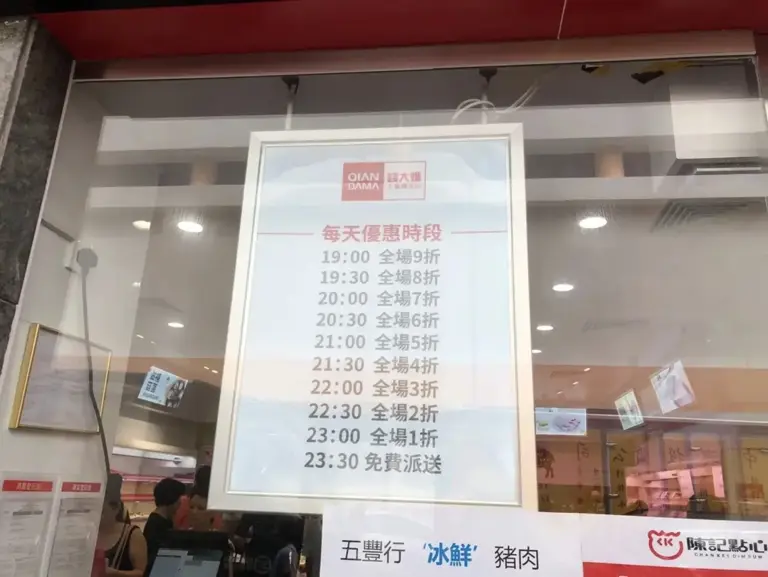 QIAN
DAMA
錢大媽
每天優惠時段
19:00 全場9折
19:30 全場8折
20:00 全場7折
20:30 全場6折
21:00 全場5折
21:30 全場4折
22:00 全場3折
22:30 全場2折
23:00 全場1折
23:30 免費派送
五豐行 '冰鮮' 豬肉
陳記點心